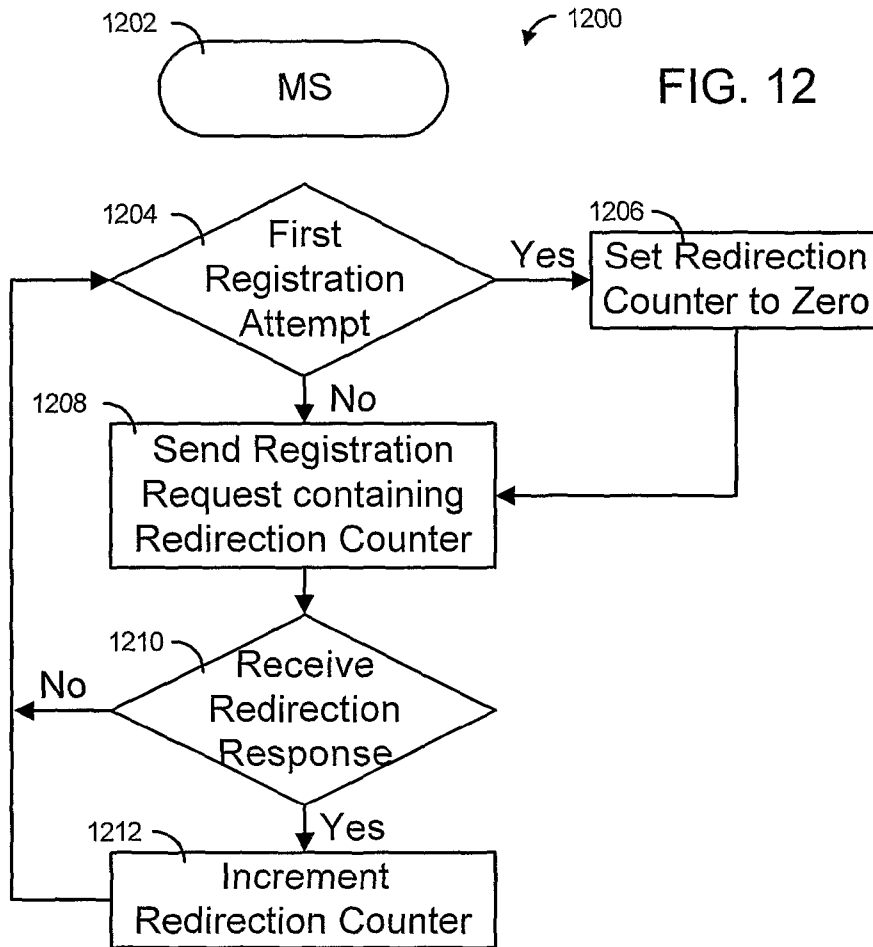 1202
1200
MS
FIG. 12
1204
First
Registration
Attempt
Yes
1206
Set Redirection
Counter to Zero
No
1208
Send Registration
Request containing
Redirection Counter
1210
Receive
Redirection
Response
No
Yes
1212
Increment
Redirection Counter